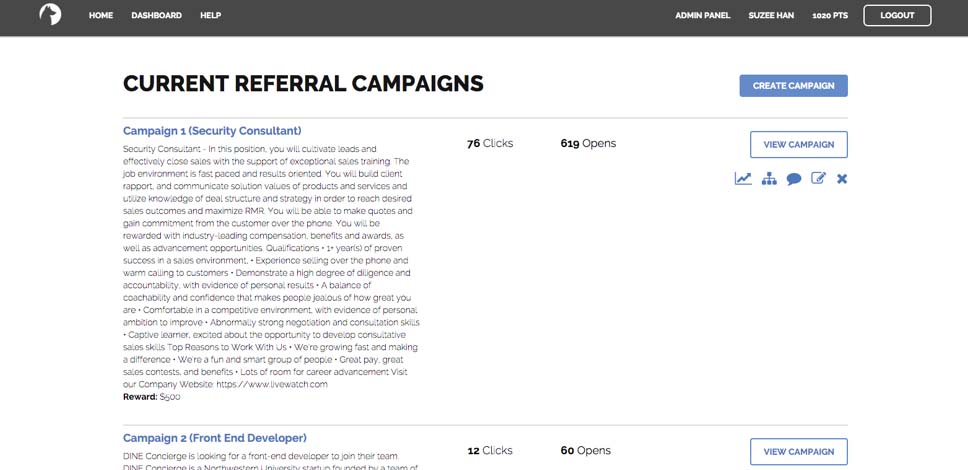 HOME DASHBOARD HELP ADMIN PANEL SUZEE HAN 1020 PTS LOGOUT
CURRENT REFERRAL CAMPAIGNS CREATE CAMPAIGN
Campaign 1 (Security Consultant)
76 Clicks 619 Opens VIEW CAMPAIGN
Security Consultant - In this position, you will cultivate leads and
effectively close sales with the support of exceptional sales training. The
job environment is fast paced and results oriented. You will build client
rapport, and communicate solution values of products and services and
utilize knowledge of deal structure and strategy in order to reach desired
sales outcomes and maximize RMR. You will be able to make quotes and
gain commitment from the customer over the phone. You will be
rewarded with industry-leading compensation, benefits and awards, as
well as advancement opportunities. Qualifications • 1+ year(s) of proven
success in a sales environment, • Experience selling over the phone and
warm calling to customers • Demonstrate a high degree of diligence and
accountability, with evidence of personal results • A balance of
coachability and confidence that makes people jealous of how great you
are • Comfortable in a competitive environment, with evidence of personal
ambition to improve • Abnormally strong negotiation and consultation skills
• Captive learner, excited about the opportunity to develop consultative
sales skills Top Reasons to Work With Us • We're growing fast and making
a difference • We're a fun and smart group of people • Great pay, great
sales contests, and benefits • Lots of room for career advancement Visit
our Company Website: https://www.livewatch.com
Reward: $500
Campaign 2 (Front End Developer)
12 Clicks 60 Opens VIEW CAMPAIGN
DINE Concierge is looking for a front-end developer to join their team.
DINE Concierge is a Northwestern University startup founded by a team of